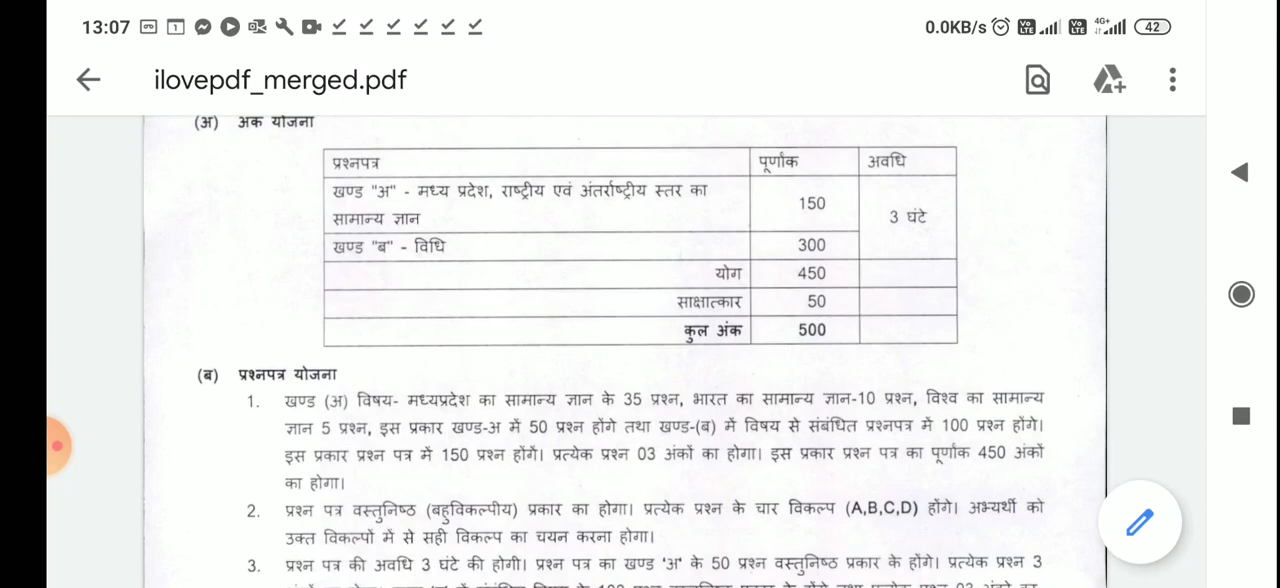 13:07
0.0KB/s
42
ilovepdf_merged.pdf
(अ) अंक योजना
प्रश्नपत्र पूर्णांक अवधि
खण्ड "अ" - मध्य प्रदेश, राष्ट्रीय एवं अंतर्राष्ट्रीय स्तर का
सामान्य ज्ञान
150
3 घंटे
खण्ड "ब" - विधि 300
योग 450
साक्षात्कार 50
कुल अंक 500
(ब) प्रश्नपत्र योजना
1. खण्ड (अ) विषय- मध्यप्रदेश का सामान्य ज्ञान के 35 प्रश्न, भारत का सामान्य ज्ञान-10 प्रश्न, विश्व का सामान्य
ज्ञान 5 प्रश्न, इस प्रकार खण्ड-अ में 50 प्रश्न होंगे तथा खण्ड-(ब) में विषय से संबंधित प्रश्नपत्र में 100 प्रश्न होंगे।
इस प्रकार प्रश्न पत्र में 150 प्रश्न होंगें। प्रत्येक प्रश्न 03 अंकों का होगा। इस प्रकार प्रश्न पत्र का पूर्णांक 450 अंकों
का होगा।
2. प्रश्न पत्र वस्तुनिष्ठ (बहुविकल्पीय) प्रकार का होगा। प्रत्येक प्रश्न के चार विकल्प (A,B,C,D) होंगे। अभ्यर्थी को
उक्त विकल्पों में से सही विकल्प का चयन करना होगा।
3. प्रश्न पत्र की अवधि 3 घंटे की होगी। प्रश्न पत्र का खण्ड 'अ' के 50 प्रश्न वस्तुनिष्ठ प्रकार के होंगे। प्रत्येक प्रश्न 3